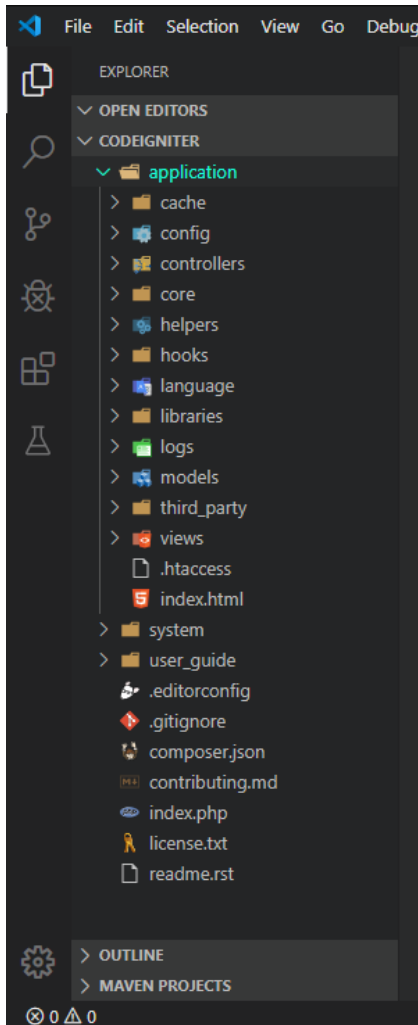 File Edit Selection View Go Debug
EXPLORER
OPEN EDITORS
CODEIGNITER
application
cache
config
controllers
core
helpers
hooks
language
libraries
logs
models
third_party
views
.htaccess
index.html
system
user_guide
.editorconfig
.gitignore
composer.json
contributing.md
index.php
license.txt
readme.rst
OUTLINE
MAVEN PROJECTS
0 0